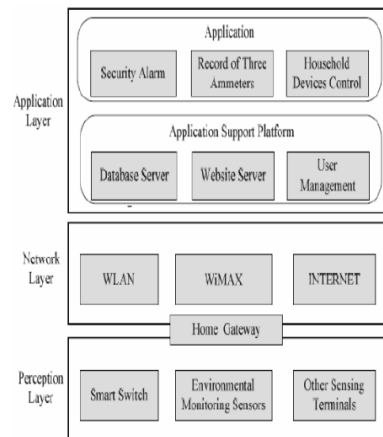 Application
Security Alarm
Record of Three
Ammeters
Household
Devices Control
Application
Layer
Application Support Platform
Database Server
Website Server
User
Management
Network
Layer
WLAN
WiMAX
INTERNET
Home Gateway
Perception
Layer
Smart Switch
Environmental
Monitoring Sensors
Other Sensing
Terminals